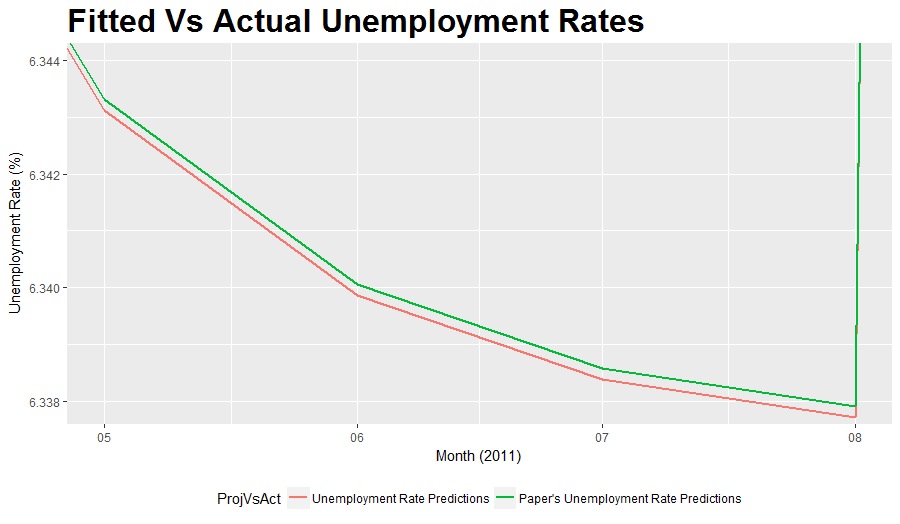 Fitted Vs Actual Unemployment Rates
Unemployment Rate (%)
6.344
6.342
6.340
6.338
05 06 07 08
Month (2011)
ProjVsAct Unemployment Rate Predictions Paper's Unemployment Rate Predictions